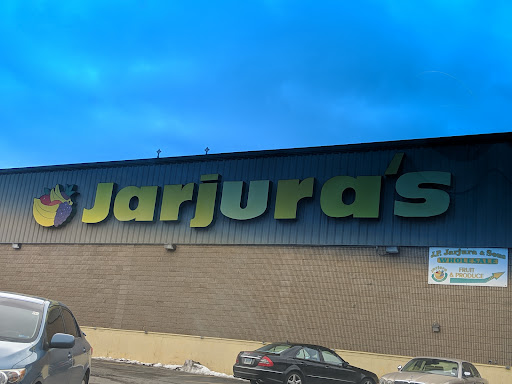 Jarjura's
J.P. Jarjura & Sons
WHOLESALE
FRUIT
& PRODUCE